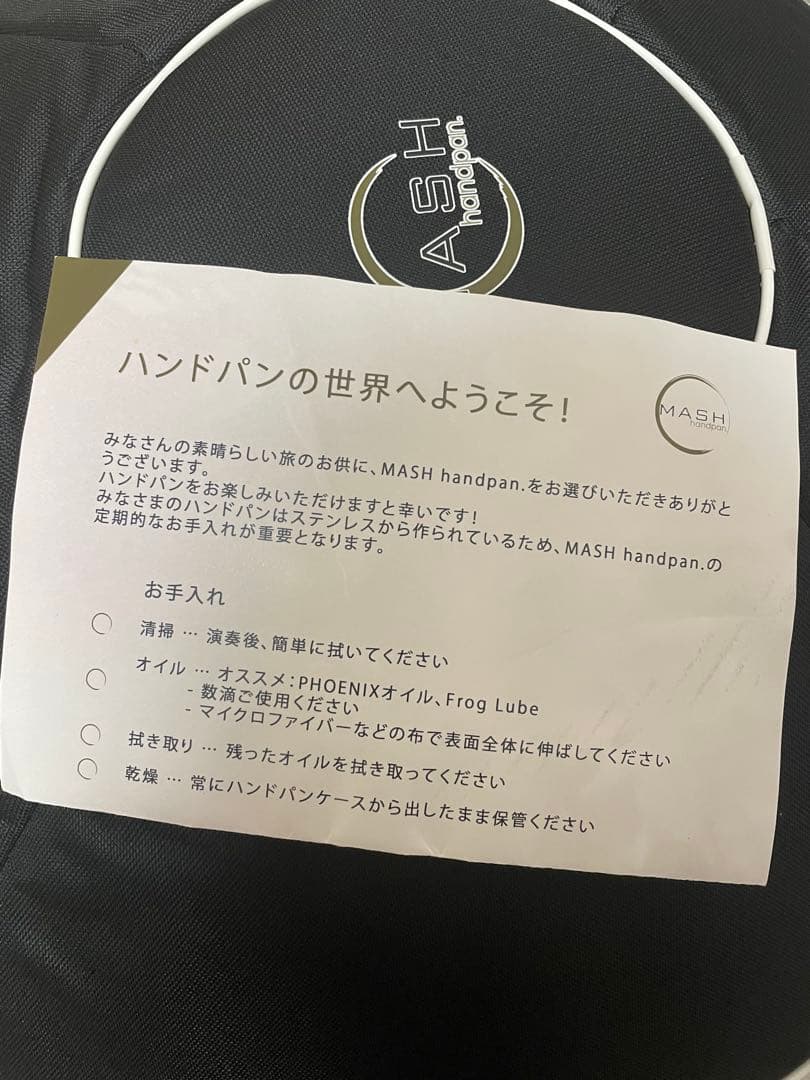 ASH
handpan.
ハンドパンの世界へようこそ!
MASH
handpan.
みなさんの素晴らしい旅のお供に、MASH handpan.をお選びいただきありがと
うございます。
ハンドパンをお楽しみいただけますと幸いです!
みなさまのハンドパンはステンレスから作られているため、MASH handpan.の
定期的なお手入れが重要となります。
お手入れ
清掃 … 演奏後、簡単に拭いてください
オイル … オススメ:PHOENIXオイル、Frog Lube
- 数滴ご使用ください
- マイクロファイバーなどの布で表面全体に伸ばしてください
拭き取り … 残ったオイルを拭き取ってください
乾燥 … 常にハンドパンケースから出したまま保管ください